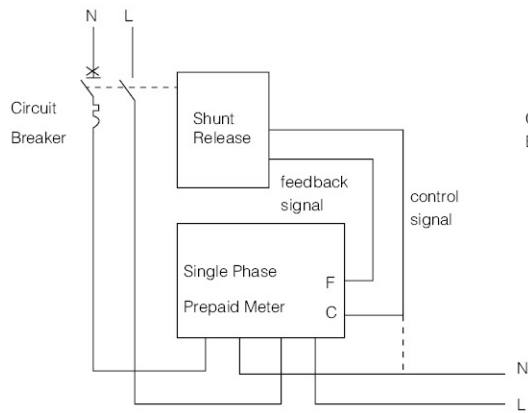 N L
Circuit
Breaker
Shunt
Release
feedback
signal
control
signal
Single Phase
Prepaid Meter
F
C
N
L